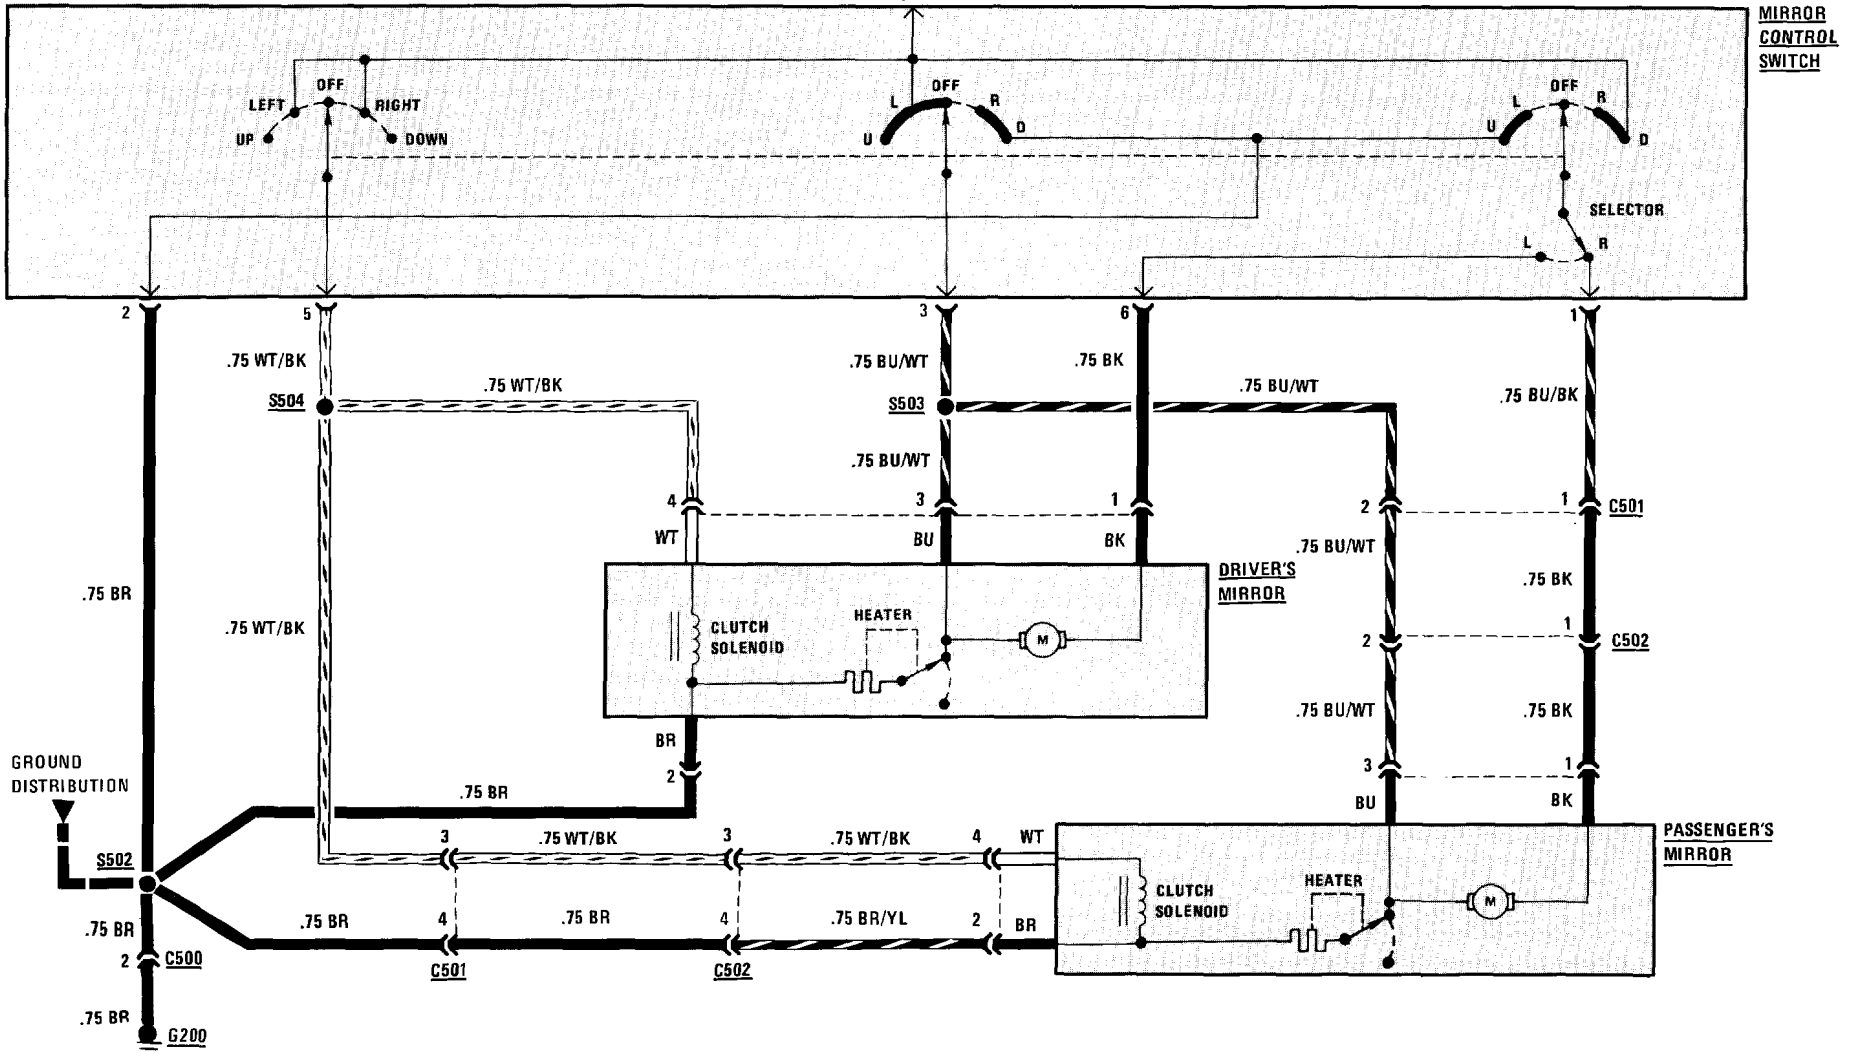 MIRROR
CONTROL
SWITCH
OFF
LEFT
RIGHT
UP
DOWN
OFF
L
R
U
D
OFF
L
R
U
D
SELECTOR
L
R
2
5
3
6
1
.75 WT/BK
.75 WT/BK
.75 BU/WT
.75 BK
.75 BU/WT
.75 BU/BK
S504
S503
.75 BU/WT
4
3
1
2
1
C501
WT
BU
BK
.75 BU/WT
DRIVER'S
MIRROR
.75 BK
.75 BR
.75 WT/BK
HEATER
CLUTCH
SOLENOID
M
2
1
C502
.75 BU/WT
.75 BK
BR
2
3
1
GROUND
DISTRIBUTION
.75 BR
BU
BK
3
.75 WT/BK
3
.75 WT/BK
4
WT
PASSENGER'S
MIRROR
S502
HEATER
CLUTCH
SOLENOID
M
.75 BR
.75 BR
4
.75 BR
4
.75 BR/YL
2
BR
2
C500
C501
C502
.75 BR
G200